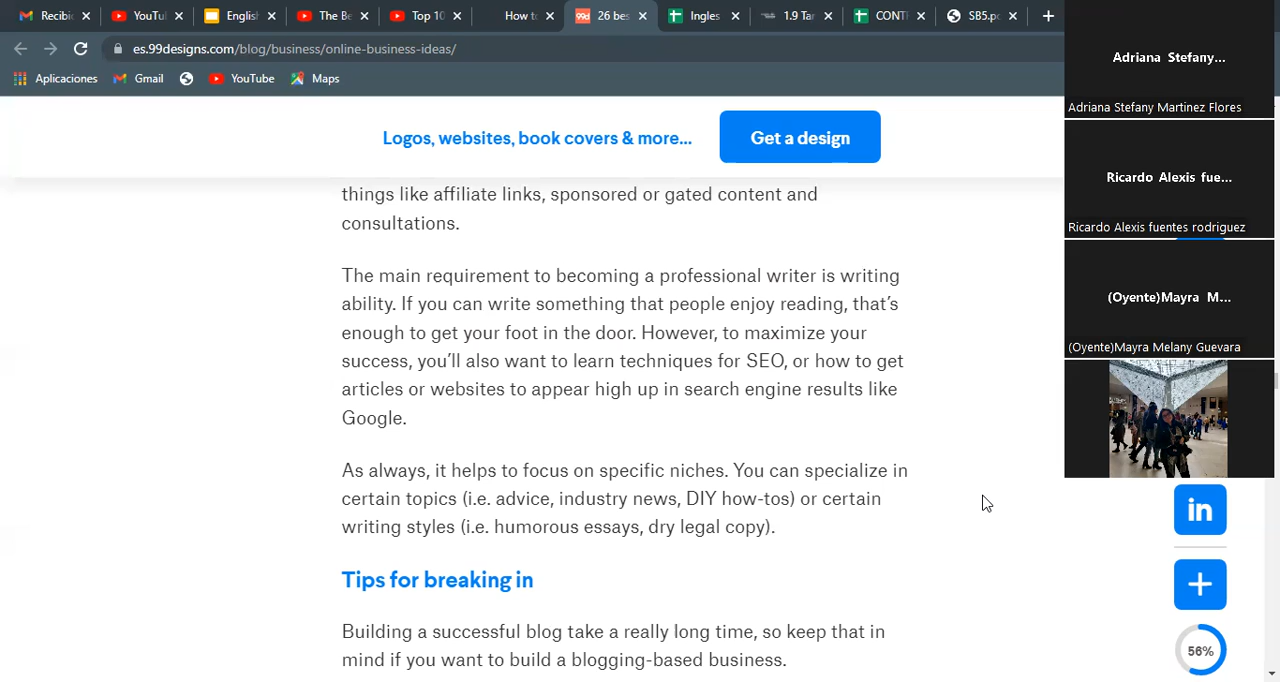 Recibid
YouTu
English
The Be
Top 10
How to
99d
26 bes
Ingles
1.9 Tar
CONTI
SB5.pd
es.99designs.com/blog/business/online-business-ideas/
Aplicaciones
Gmail
YouTube
Maps
Logos, websites, book covers & more...
Get a design
things like affiliate links, sponsored or gated content and
consultations.
The main requirement to becoming a professional writer is writing
ability. If you can write something that people enjoy reading, that's
enough to get your foot in the door. However, to maximize your
success, you'll also want to learn techniques for SEO, or how to get
articles or websites to appear high up in search engine results like
Google.
As always, it helps to focus on specific niches. You can specialize in
certain topics (i.e. advice, industry news, DIY how-tos) or certain
writing styles (i.e. humorous essays, dry legal copy).
Tips for breaking in
Building a successful blog take a really long time, so keep that in
mind if you want to build a blogging-based business.
Adriana Stefany...
Adriana Stefany Martinez Flores
Ricardo Alexis fue...
Ricardo Alexis fuentes rodriguez
(Oyente)Mayra M...
(Oyente)Mayra Melany Guevara
in
56%